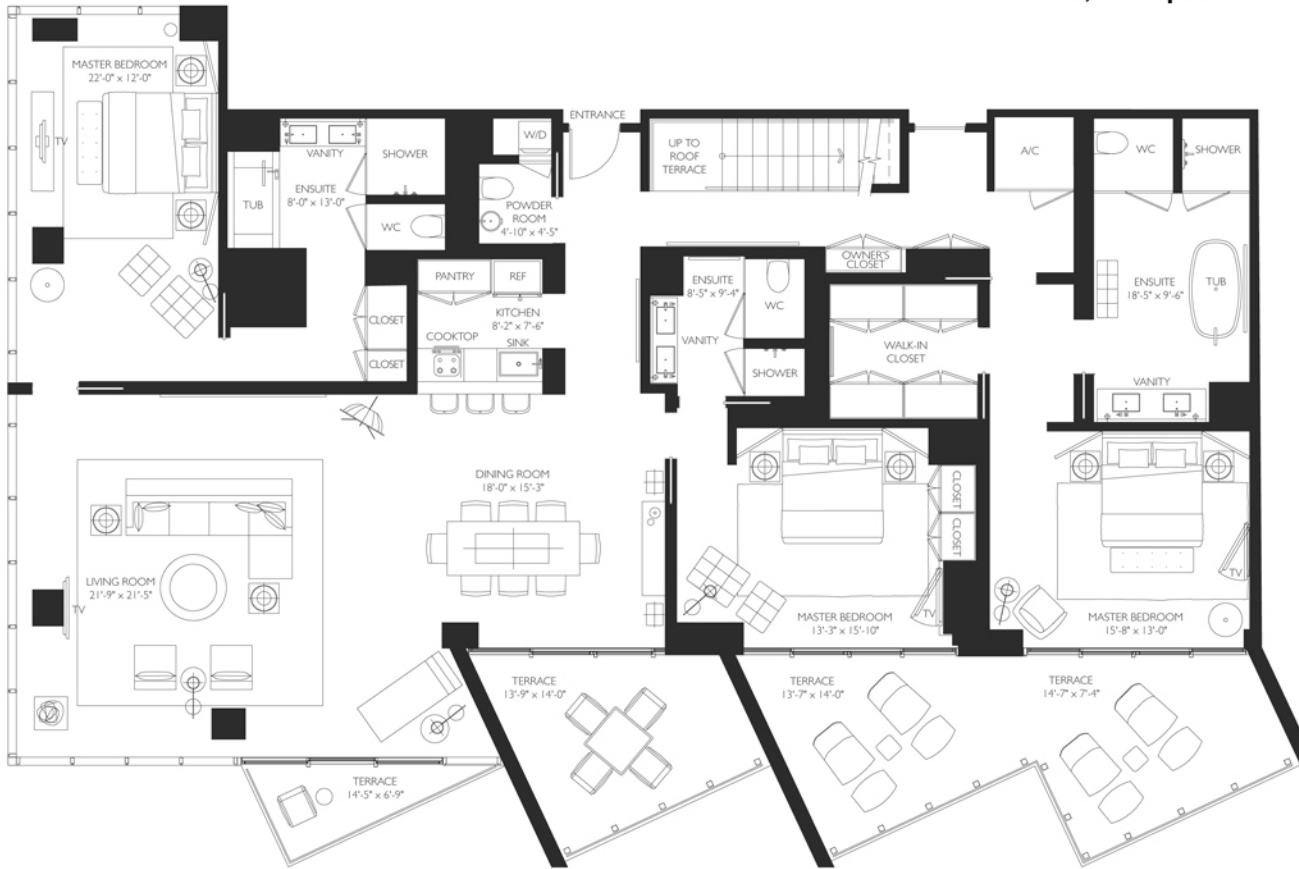 MASTER BEDROOM
22'-0" x 12'-0"
TV
VANITY
SHOWER
ENSUITE
8'-0" x 13'-0"
TUB
WC
CLOSET
CLOSET
W/D
POWDER
ROOM
4'-10" x 4'-5"
ENTRANCE
UP TO
ROOF
TERRACE
PANTRY
REF
KITCHEN
8'-2" x 7'-6"
COOKTOP
SINK
ENSUITE
8'-5" x 9'-4"
WC
VANITY
SHOWER
OWNER'S
CLOSET
WALK-IN
CLOSET
A/C
WC
SHOWER
ENSUITE
18'-5" x 9'-6"
TUB
VANITY
DINING ROOM
18'-0" x 15'-3"
LIVING ROOM
21'-9" x 21'-5"
TV
CLOSET
CLOSET
TV
MASTER BEDROOM
13'-3" x 15'-10"
TV
MASTER BEDROOM
15'-8" x 13'-0"
TERRACE
14'-5" x 6'-9"
TERRACE
13'-9" x 14'-0"
TERRACE
13'-7" x 14'-0"
TERRACE
14'-7" x 7'-4"